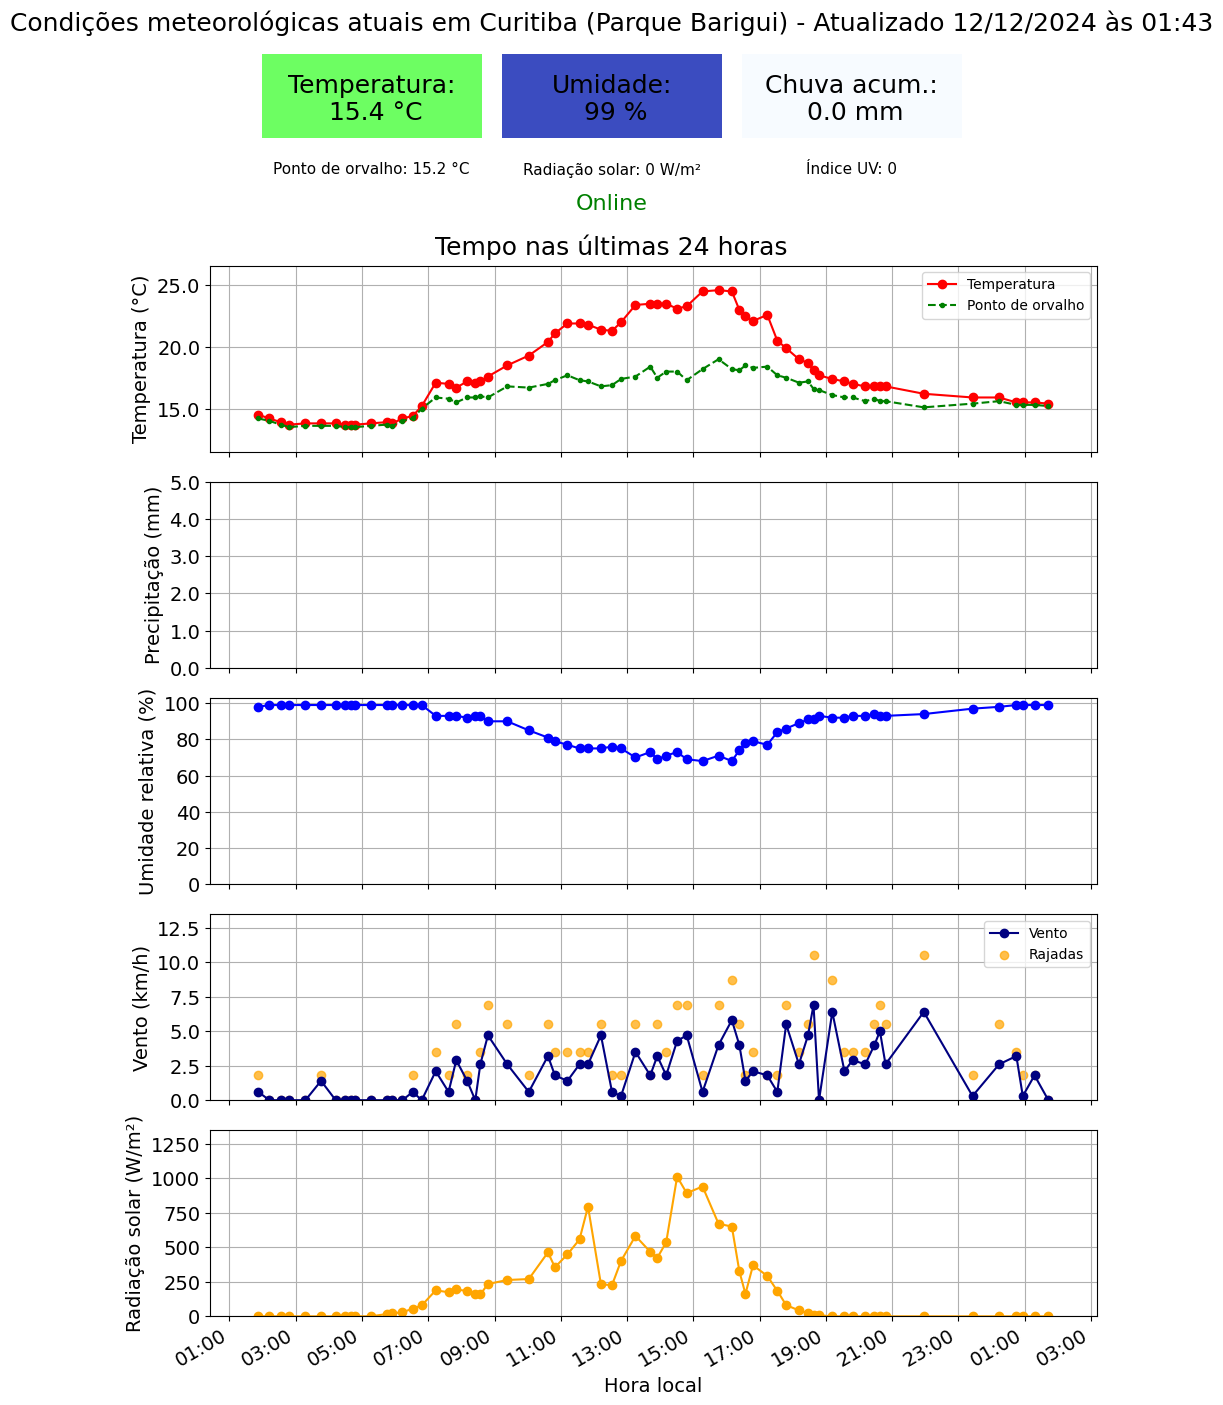 Condições meteorológicas atuais em Curitiba (Parque Barigui) - Atualizado 12/12/2024 às 01:43
Temperatura:
15.4 °C
Umidade:
99 %
Chuva acum.:
0.0 mm
Ponto de orvalho: 15.2 °C
Radiação solar: 0 W/m²
Índice UV: 0
Online
Tempo nas últimas 24 horas
Temperatura (°C)
25.0
20.0
15.0
Temperatura
Ponto de orvalho
Precipitação (mm)
5.0
4.0
3.0
2.0
1.0
0.0
Umidade relativa (%)
100
80
60
40
20
0
Vento (km/h)
12.5
10.0
7.5
5.0
2.5
0.0
Vento
Rajadas
Radiação solar (W/m²)
1250
1000
750
500
250
0
01:00
03:00
05:00
07:00
09:00
11:00
13:00
15:00
17:00
19:00
21:00
23:00
01:00
03:00
Hora local